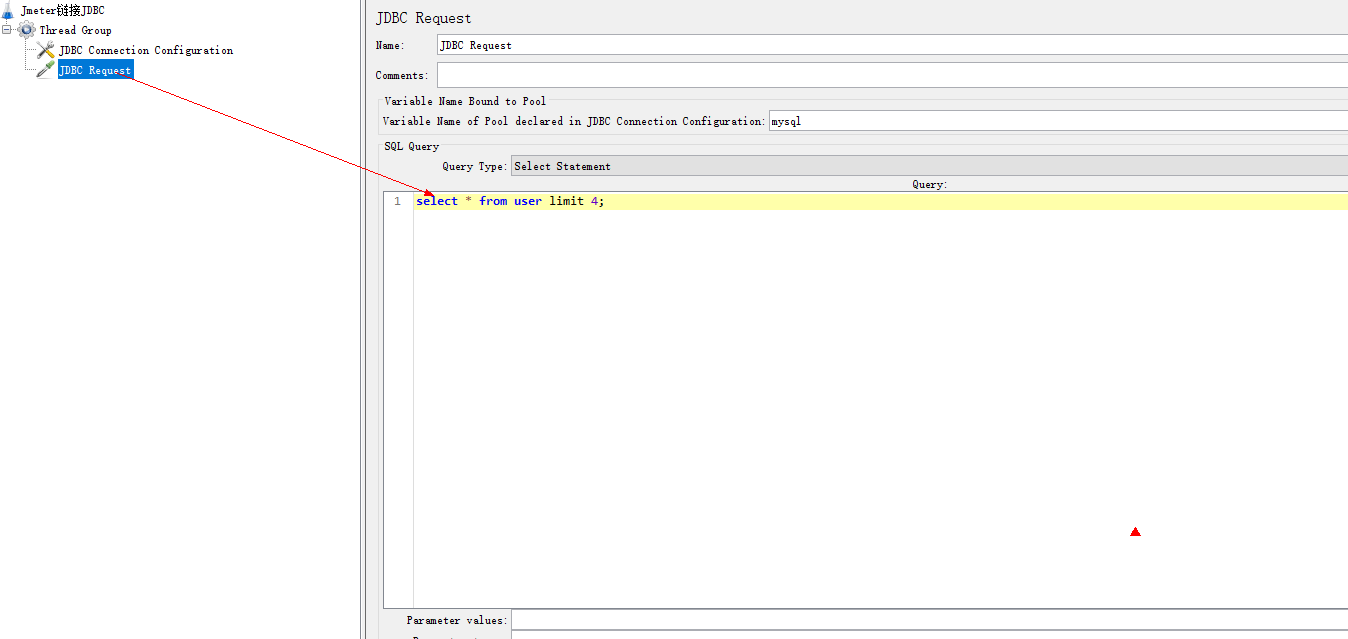 Jmeter链接JDBC
Thread Group
JDBC Connection Configuration
JDBC Request
JDBC Request
Name: JDBC Request
Comments:
Variable Name Bound to Pool
Variable Name of Pool declared in JDBC Connection Configuration: mysql
SQL Query
Query Type: Select Statement
Query:
1 select * from user limit 4;
Parameter values: